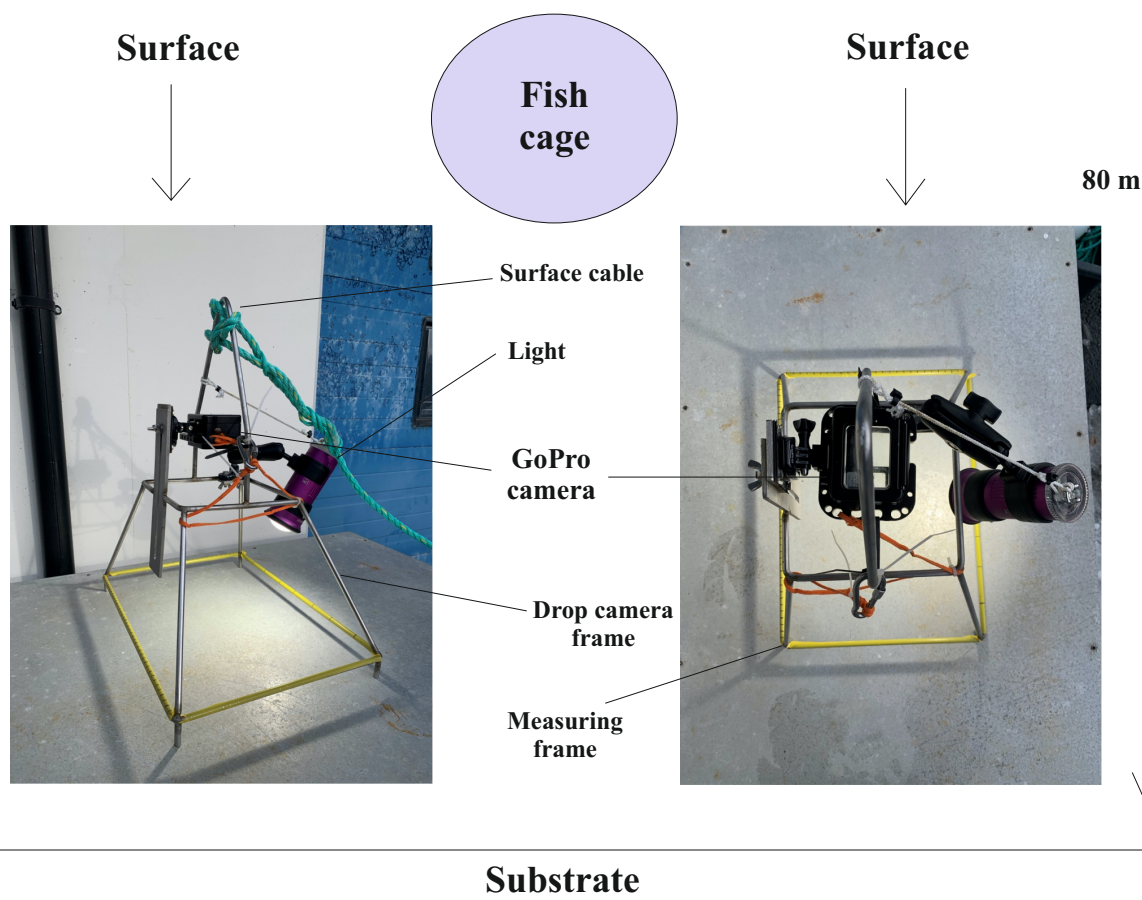 Surface
Fish
cage
Surface
80 m
Surface cable
Light
GoPro
camera
Drop camera
frame
Measuring
frame
Substrate